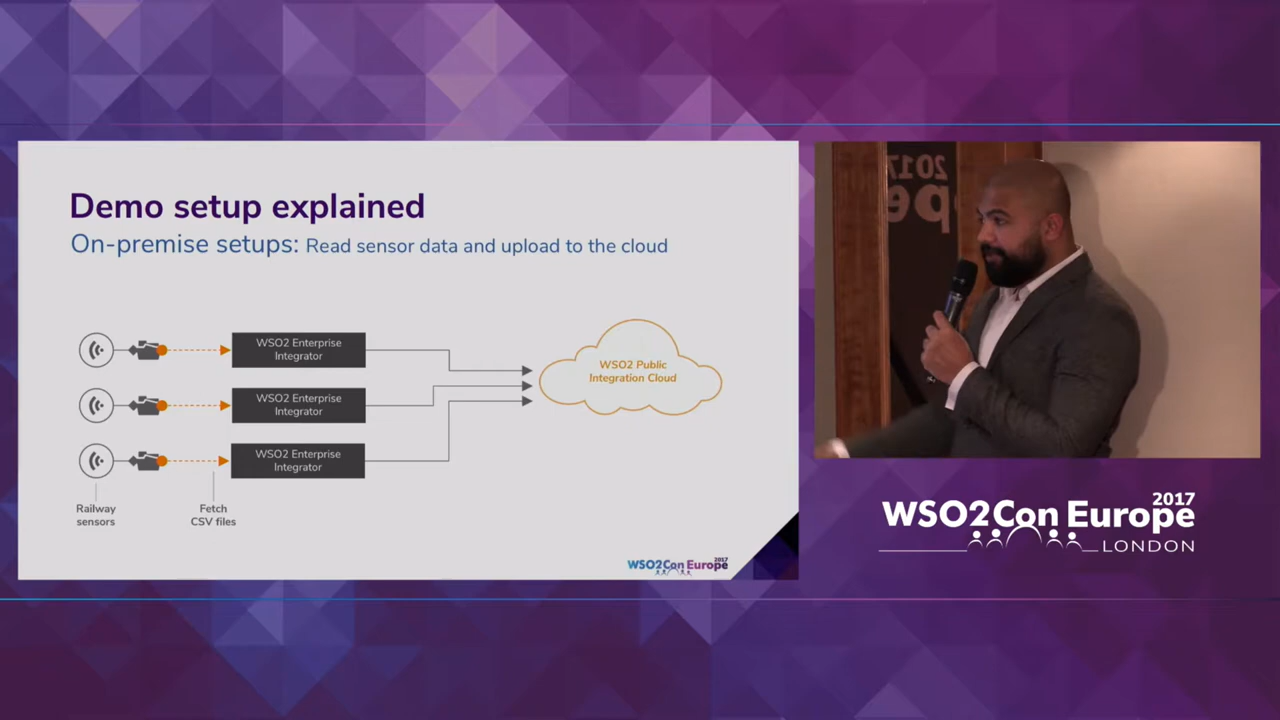 Demo setup explained
On-premise setups: Read sensor data and upload to the cloud
WSO2 Enterprise
Integrator
WSO2 Enterprise
Integrator
WSO2 Enterprise
Integrator
WSO2 Public
Integration Cloud
Railway
sensors
Fetch
CSV files
WSO2Con Europe 2017
2017
pe
WSO2Con Europe 2017
LONDON